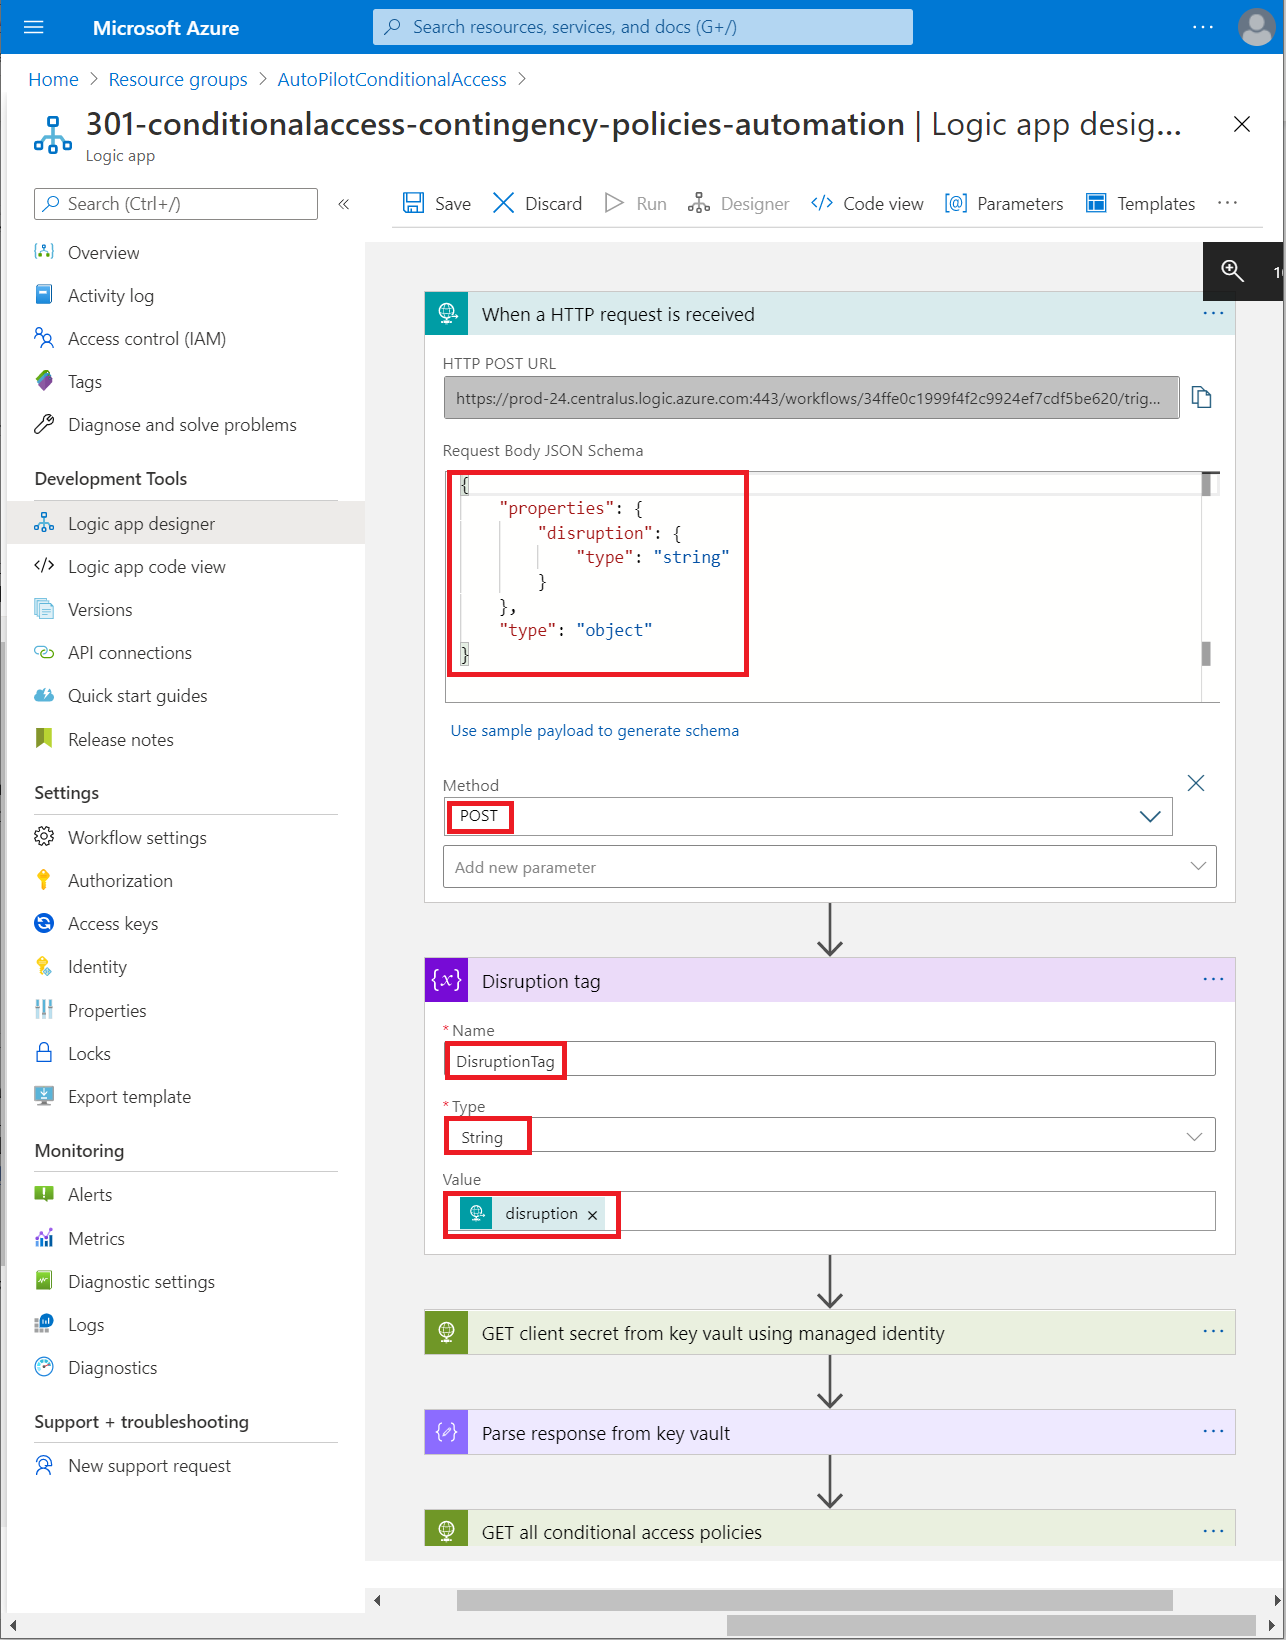 Microsoft Azure
Search resources, services, and docs (G+/)
Home > Resource groups > AutoPilotConditionalAccess >
301-conditionalaccess-contingency-policies-automation | Logic app desig...
Logic app
Search (Ctrl+/)
Save
Discard
Run
Designer
Code view
Parameters
Templates
Overview
Activity log
Access control (IAM)
Tags
Diagnose and solve problems
Development Tools
Logic app designer
Logic app code view
Versions
API connections
Quick start guides
Release notes
Settings
Workflow settings
Authorization
Access keys
Identity
Properties
Locks
Export template
Monitoring
Alerts
Metrics
Diagnostic settings
Logs
Diagnostics
Support + troubleshooting
New support request
When a HTTP request is received
HTTP POST URL
https://prod-24.centralus.logic.azure.com:443/workflows/34ffe0c1999f4f2c9924ef7cdf5be620/trig...
Request Body JSON Schema
{
"properties": {
"disruption": {
"type": "string"
}
},
"type": "object"
}
Use sample payload to generate schema
Method
POST
Add new parameter
Disruption tag
* Name
DisruptionTag
* Type
String
Value
disruption ×
GET client secret from key vault using managed identity
Parse response from key vault
GET all conditional access policies